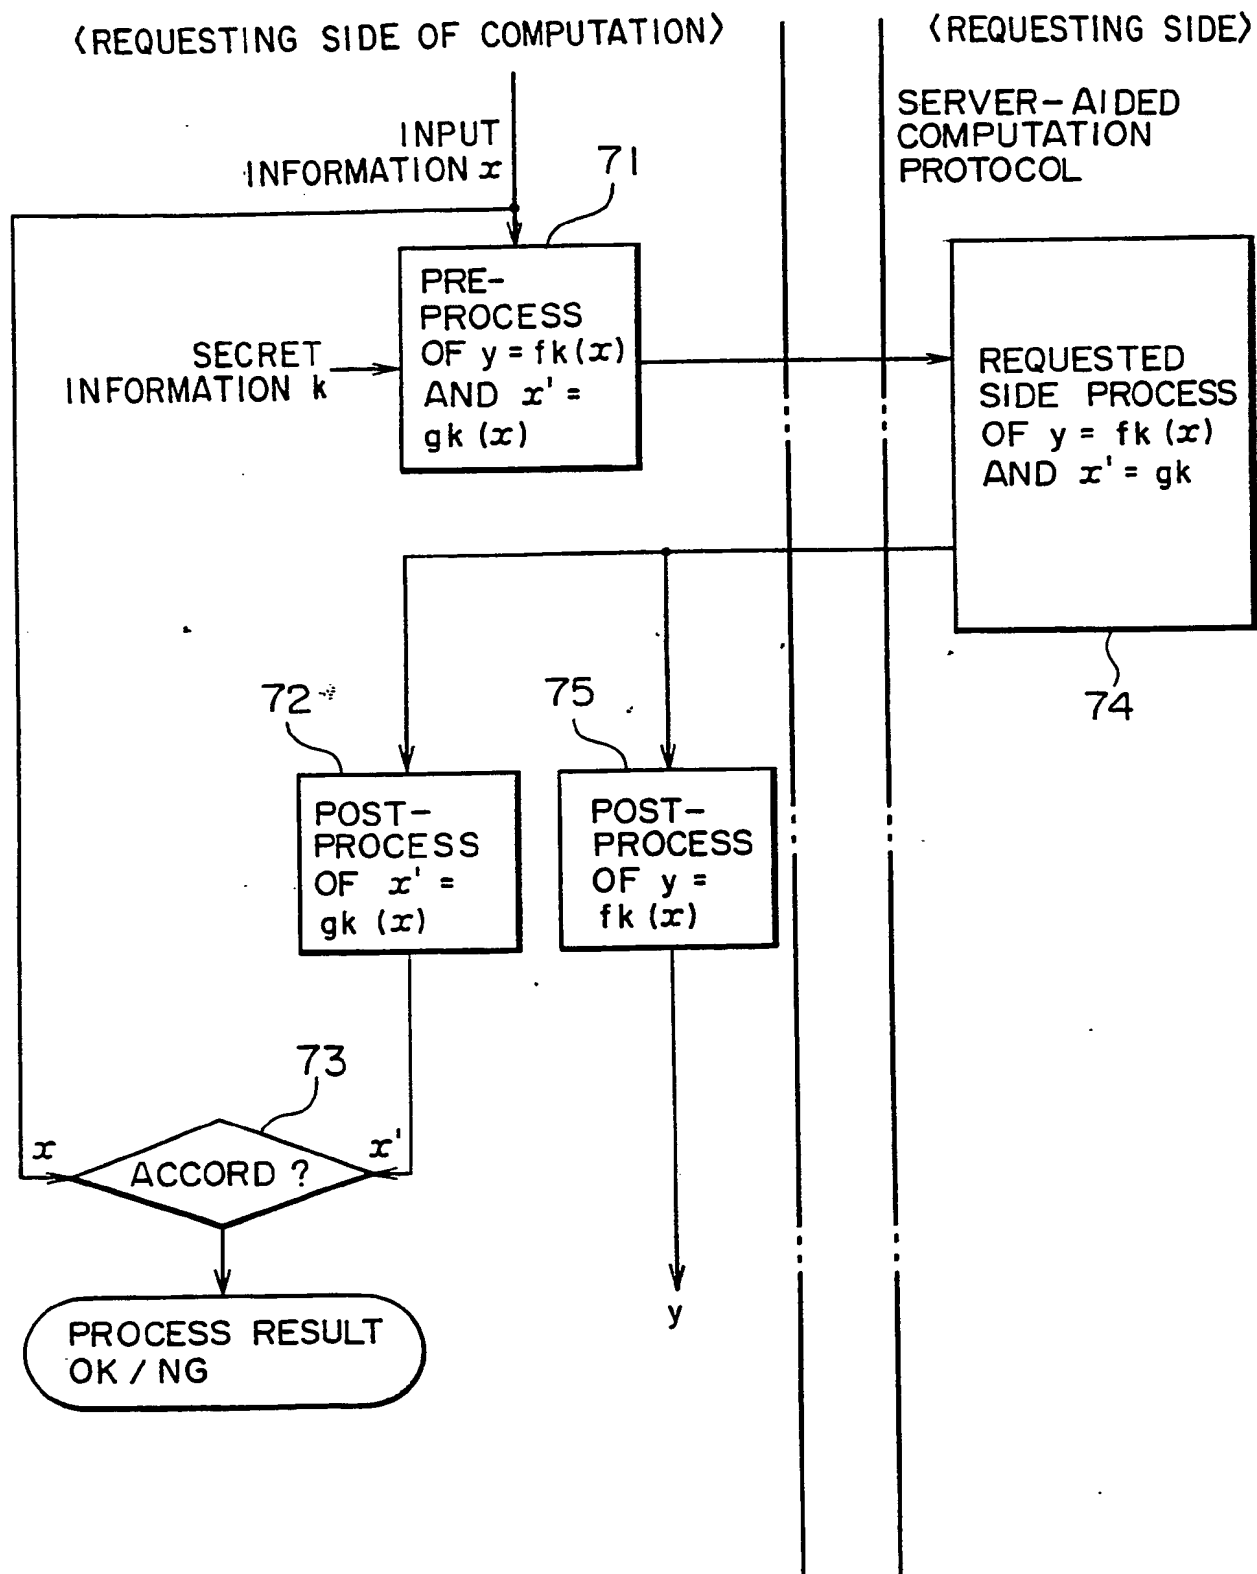 〈REQUESTING SIDE OF COMPUTATION〉
〈REQUESTING SIDE〉
SERVER-AIDED
COMPUTATION
PROTOCOL
INPUT
INFORMATION x
71
PRE-
PROCESS
OF y = fk(x)
AND x' =
gk (x)
SECRET
INFORMATION k
REQUESTED
SIDE PROCESS
OF y = fk (x)
AND x' = gk
74
72
POST-
PROCESS
OF x' =
gk (x)
75
POST-
PROCESS
OF y =
fk (x)
73
x
ACCORD ?
x'
y
PROCESS RESULT
OK / NG